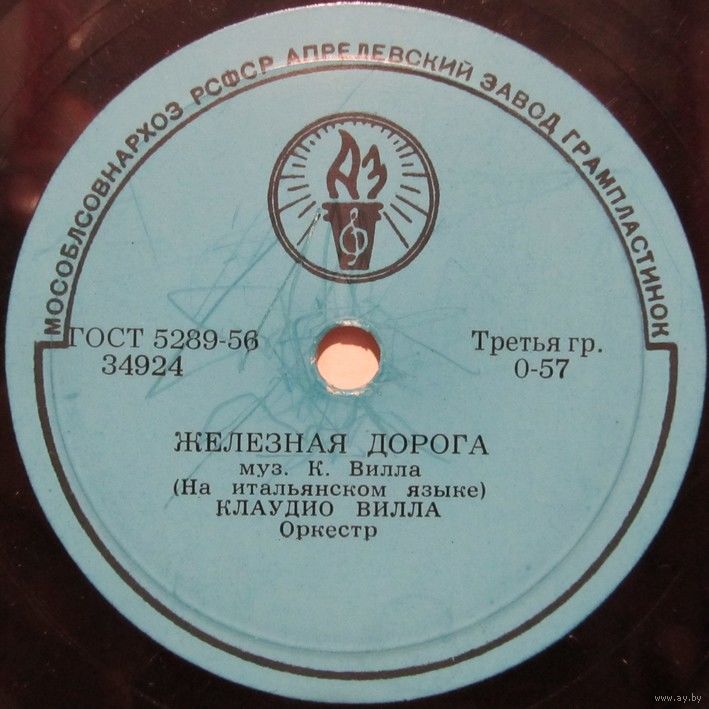 МОСОБЛСОВНАРХОЗ РСФСР АПРЕЛЕВСКИЙ ЗАВОД ГРАМПЛАСТИНОК
АЗ
ГОСТ 5289-56
34924
Третья гр.
0-57
ЖЕЛЕЗНАЯ ДОРОГА
муз. К. Вилла
(На итальянском языке)
КЛАУДИО ВИЛЛА
Оркестр
www.ay.by